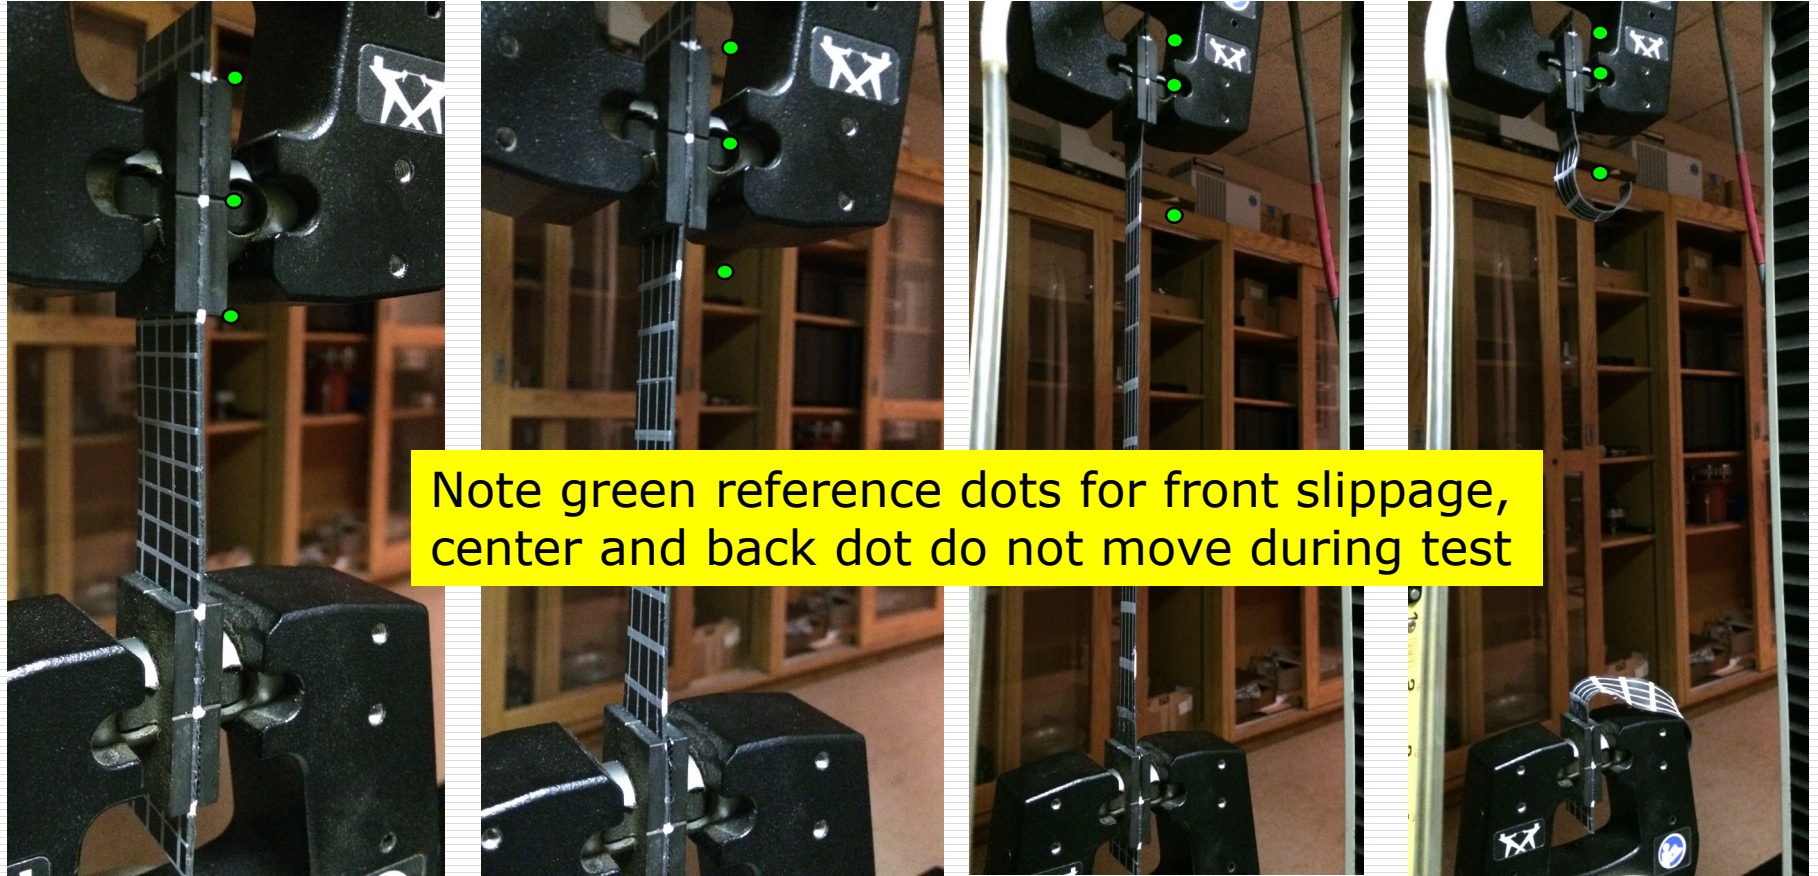 Note green reference dots for front slippage,
center and back dot do not move during test